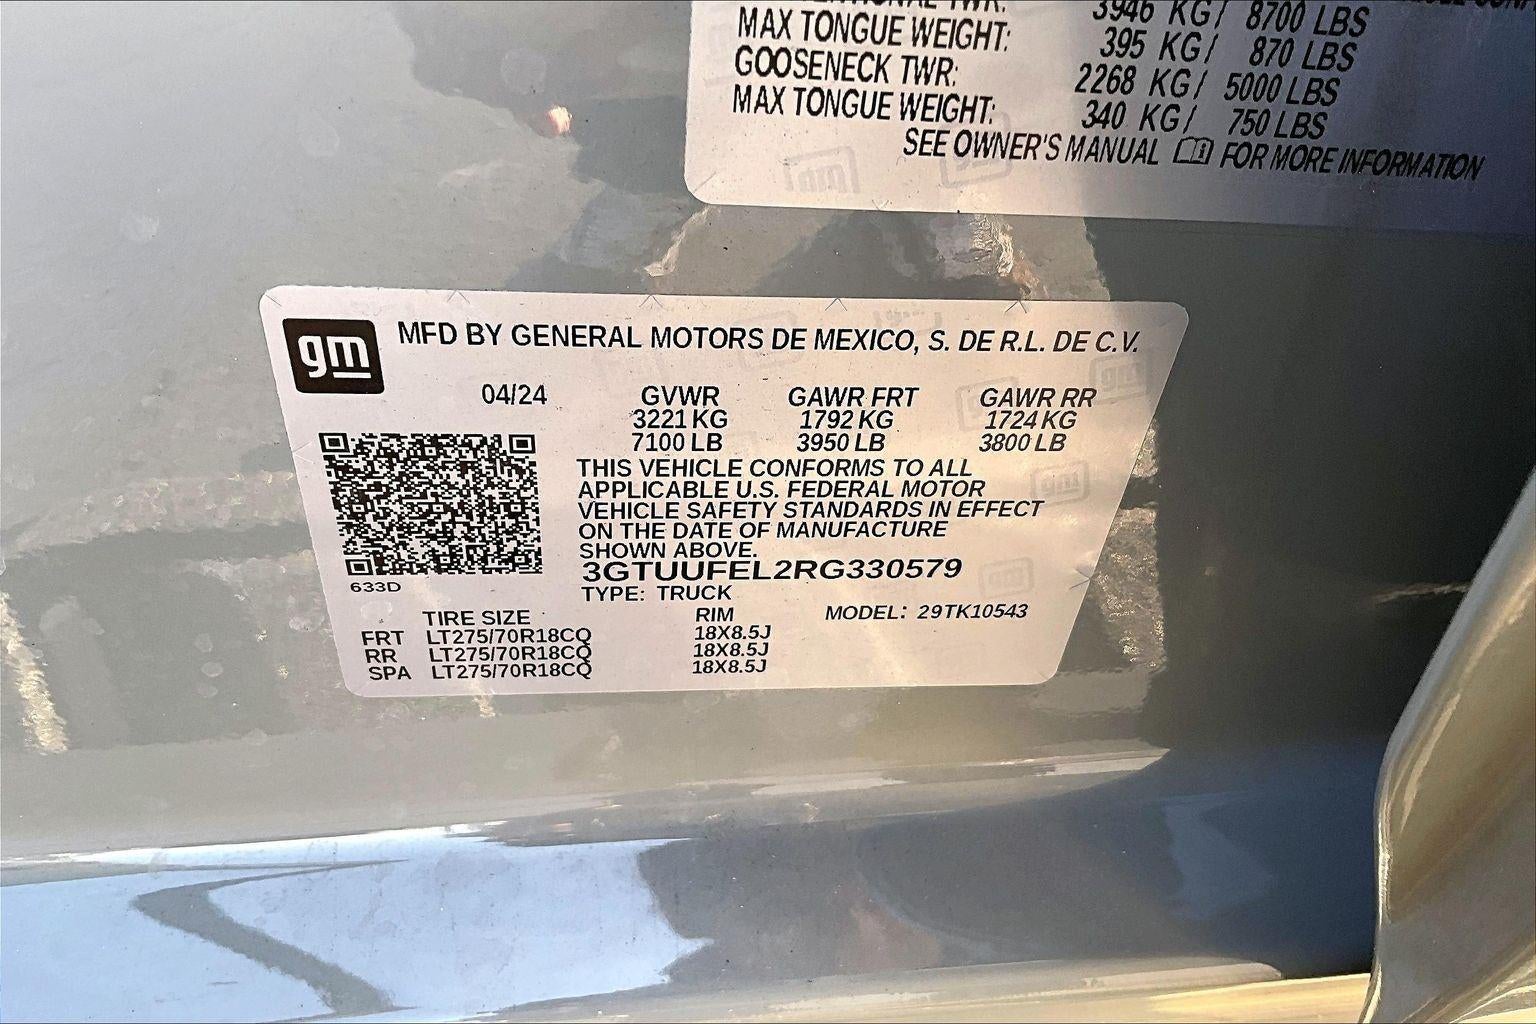 TWR: 3946 KG/ 8700 LBS
MAX TONGUE WEIGHT: 395 KG/ 870 LBS
GOOSENECK TWR: 2268 KG/ 5000 LBS
MAX TONGUE WEIGHT: 340 KG/ 750 LBS
SEE OWNER'S MANUAL FOR MORE INFORMATION
gm
MFD BY GENERAL MOTORS DE MEXICO, S. DE R.L. DE C.V.
04/24 GVWR GAWR FRT GAWR RR
3221 KG 1792 KG 1724 KG
7100 LB 3950 LB 3800 LB
THIS VEHICLE CONFORMS TO ALL
APPLICABLE U.S. FEDERAL MOTOR
VEHICLE SAFETY STANDARDS IN EFFECT
ON THE DATE OF MANUFACTURE
SHOWN ABOVE.
3GTUUFEL2RG330579
633D
TYPE: TRUCK
TIRE SIZE RIM MODEL: 29TK10543
FRT LT275/70R18CQ 18X8.5J
RR LT275/70R18CQ 18X8.5J
SPA LT275/70R18CQ 18X8.5J